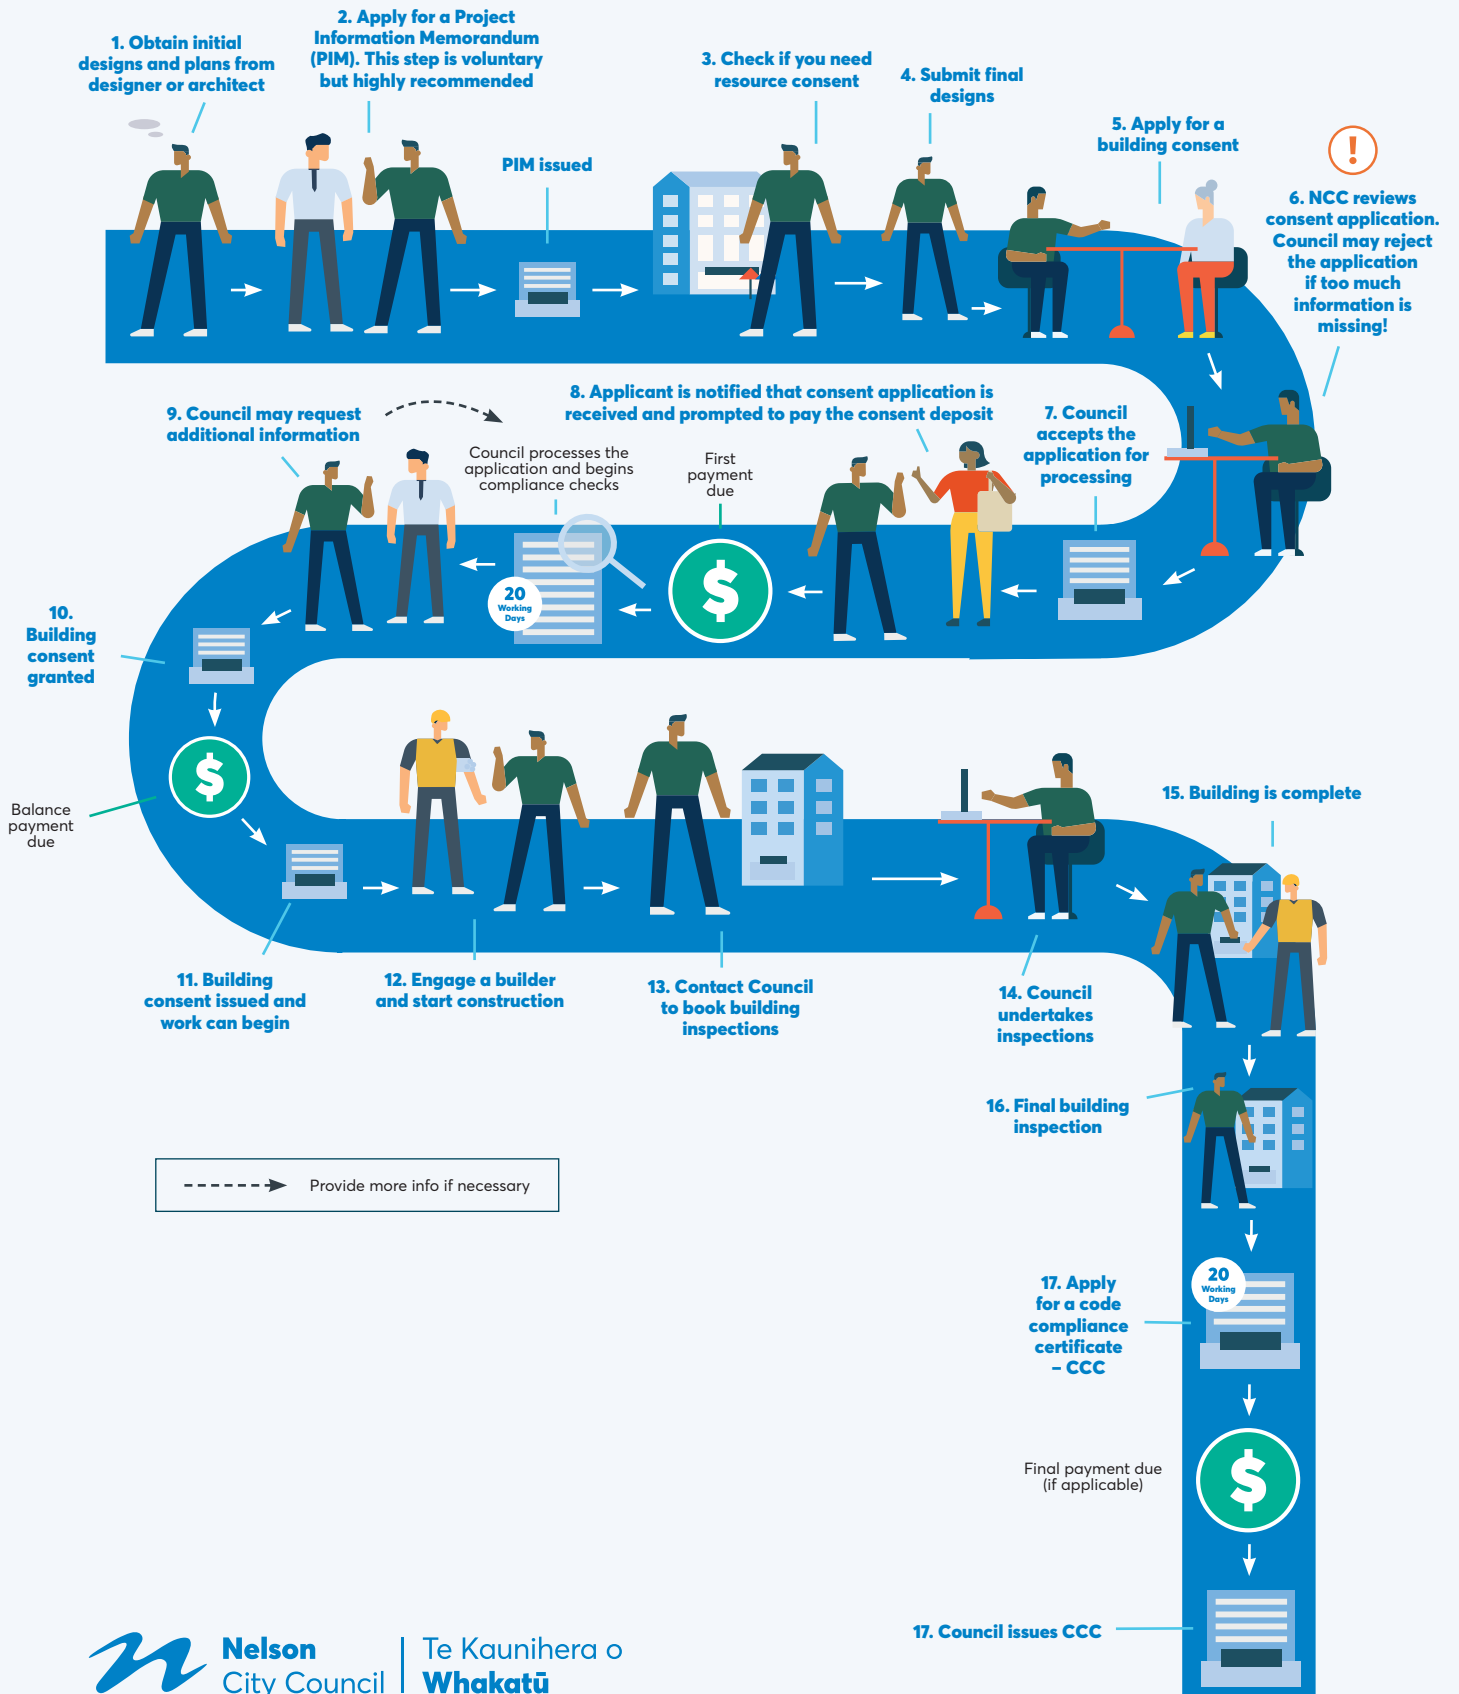 1. Obtain initial
designs and plans from
designer or architect
2. Apply for a Project
Information Memorandum
(PIM). This step is voluntary
but highly recommended
PIM issued
3. Check if you need
resource consent
4. Submit final
designs
5. Apply for a
building consent
!
6. NCC reviews
consent application.
Council may reject
the application
if too much
information is
missing!
7. Council
accepts the
application for
processing
8. Applicant is notified that consent application is
received and prompted to pay the consent deposit
First
payment
due
$
Council processes the
application and begins
compliance checks
20
Working
Days
9. Council may request
additional information
10.
Building
consent
granted
$
Balance
payment
due
11. Building
consent issued and
work can begin
12. Engage a builder
and start construction
13. Contact Council
to book building
inspections
14. Council
undertakes
inspections
15. Building is complete
16. Final building
inspection
Provide more info if necessary
20
Working
Days
17. Apply
for a code
compliance
certificate
– CCC
Final payment due
(if applicable)
$
17. Council issues CCC
Nelson
City Council
Te Kaunihera o
Whakatū